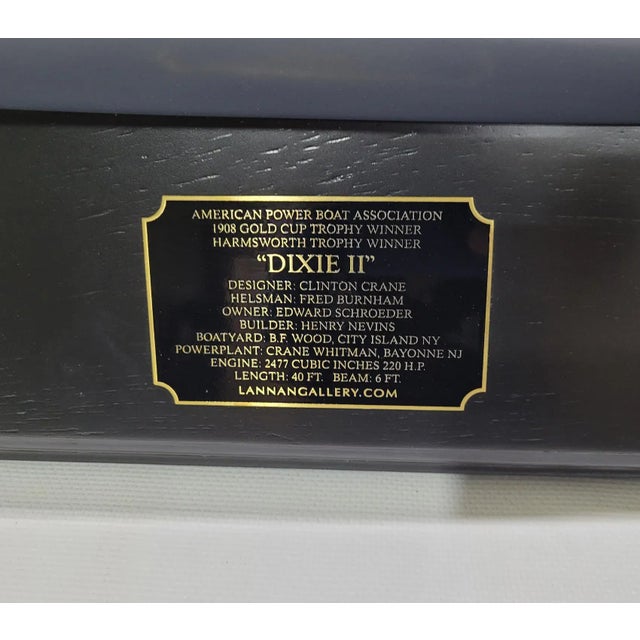 AMERICAN POWER BOAT ASSOCIATION
1908 GOLD CUP TROPHY WINNER
HARMSWORTH TROPHY WINNER
"DIXIE II"
DESIGNER: CLINTON CRANE
HELSMAN: FRED BURNHAM
OWNER: EDWARD SCHROEDER
BUILDER: HENRY NEVINS
BOATYARD: B.F. WOOD, CITY ISLAND NY
POWERPLANT: CRANE WHITMAN, BAYONNE NJ
ENGINE: 2477 CUBIC INCHES 220 H.P.
LENGTH: 40 FT. BEAM: 6 FT.
LANNANGALLERY.COM